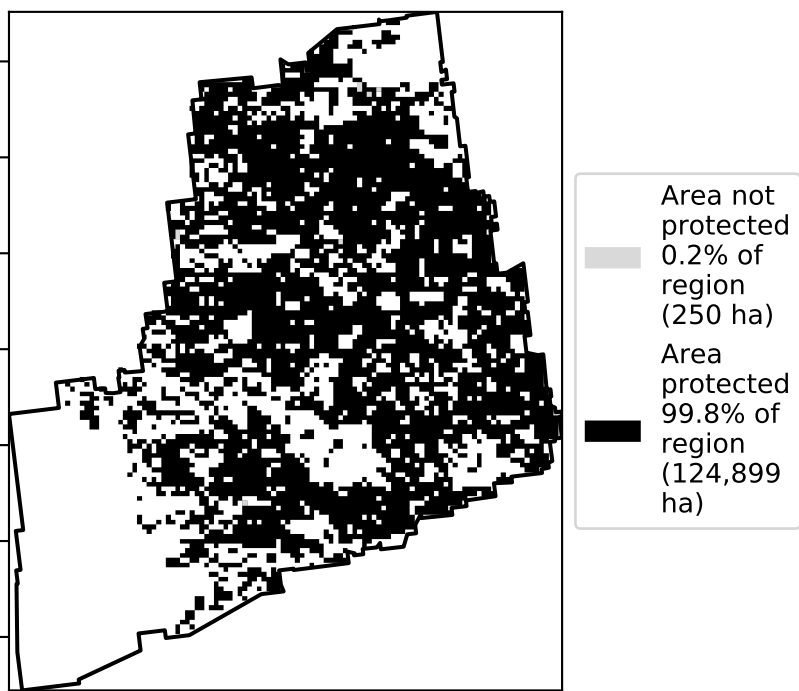 Area not
protected
0.2% of
region
(250 ha)
Area
protected
99.8% of
region
(124,899
ha)